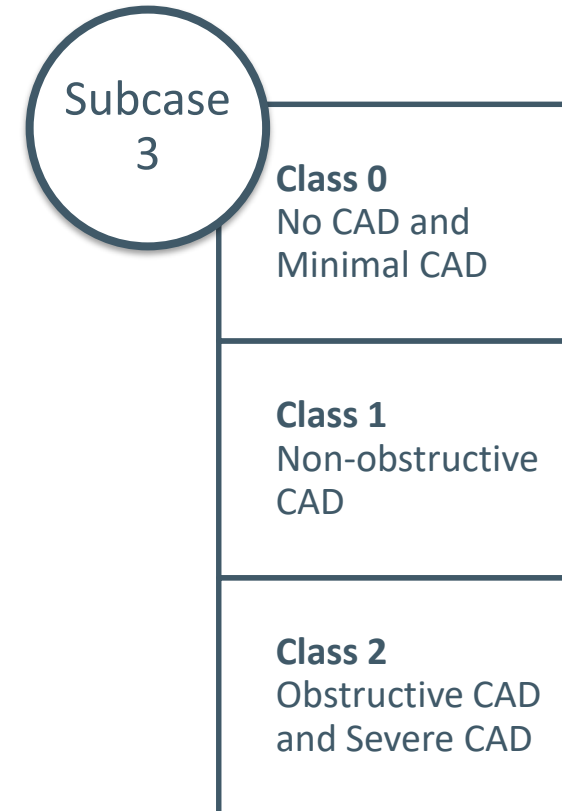 Subcase
3
Class 0
No CAD and
Minimal CAD
Class 1
Non-obstructive
CAD
Class 2
Obstructive CAD
and Severe CAD